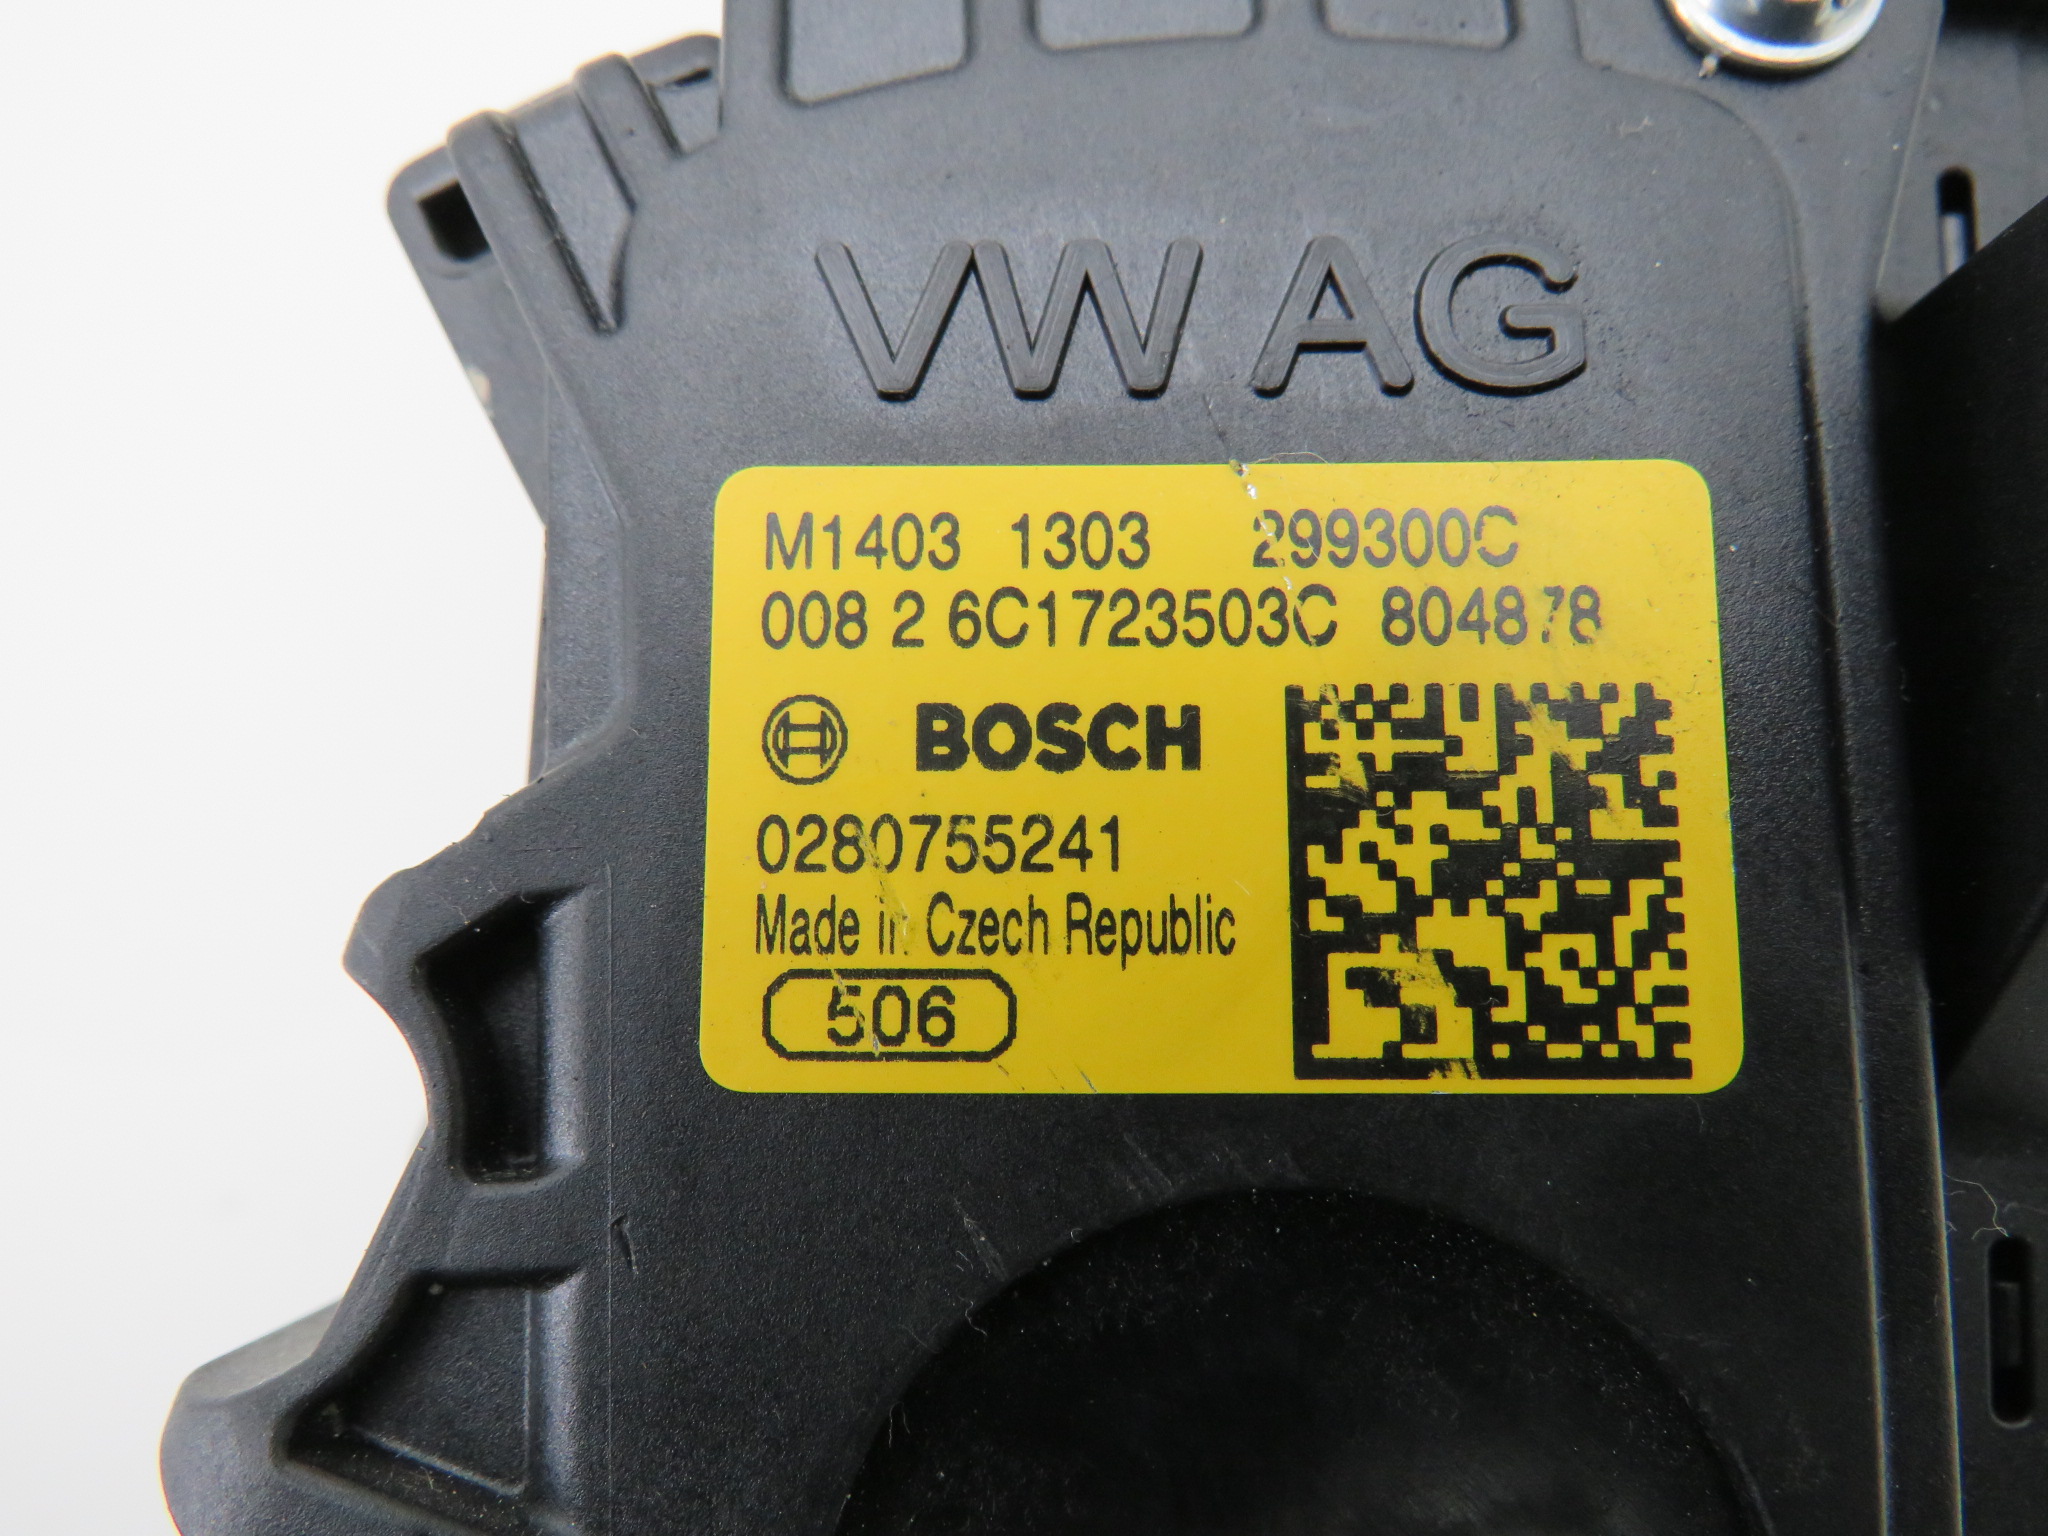 VW AG
M1403 1303 299300C
008 2 6C1723503C 804878
BOSCH
0280755241
Made in Czech Republic
506